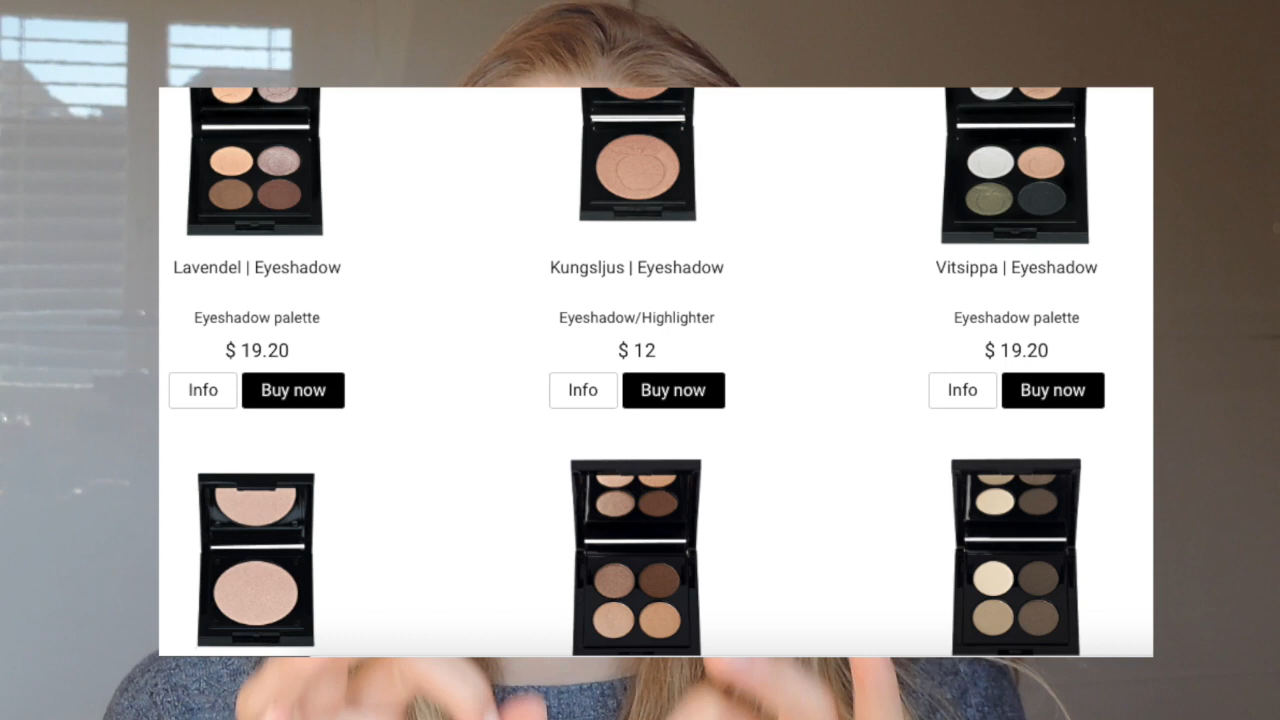 Lavendel | Eyeshadow
Kungsljus | Eyeshadow
Vitsippa | Eyeshadow
Eyeshadow palette
Eyeshadow/Highlighter
Eyeshadow palette
$ 19.20
$ 12
$ 19.20
Info
Buy now
Info
Buy now
Info
Buy now